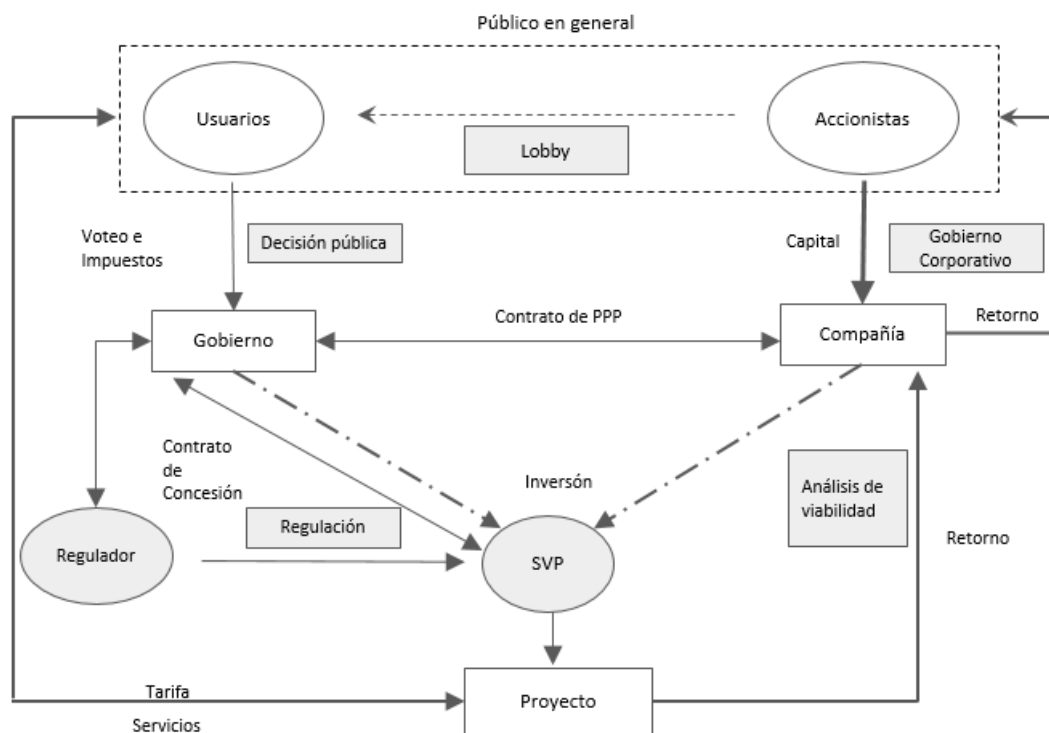 Público en general
Usuarios
Accionistas
Lobby
Voteo e
Impuestos
Decisión pública
Capital
Gobierno
Corporativo
Gobierno
Contrato de PPP
Compañía
Retorno
Contrato
de
Concesión
Inversón
Análisis de
viabilidad
Regulación
Regulador
SVP
Retorno
Tarifa
Servicios
Proyecto